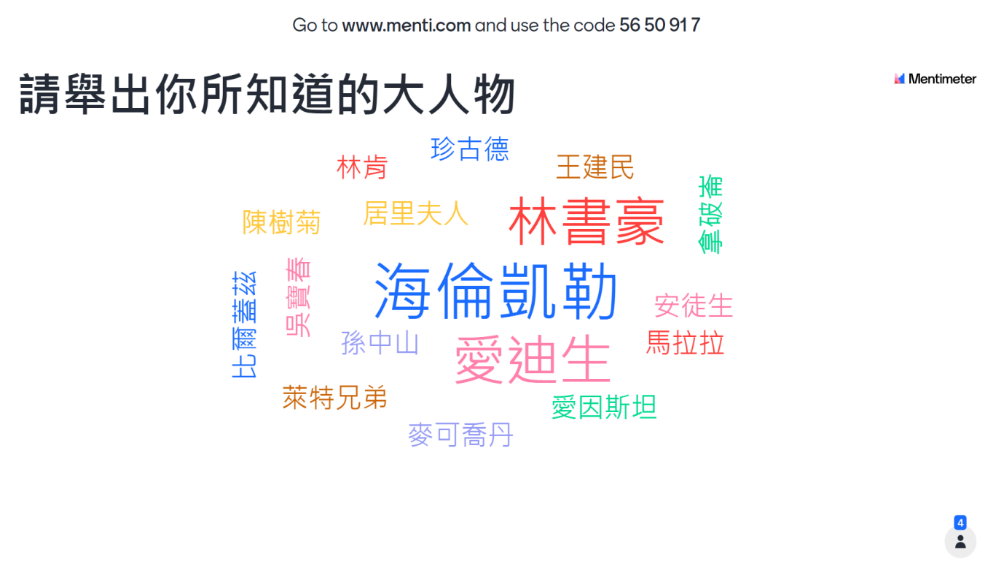 Go to www.menti.com and use the code 56 50 91 7
請舉出你所知道的大人物
Mentimeter
珍古德
林肯
王建民
拿破崙
陳樹菊
居里夫人
林書豪
海倫凱勒
吳寶春
比爾蓋茲
安徒生
孫中山
愛迪生
馬拉拉
萊特兄弟
愛因斯坦
麥可喬丹
4